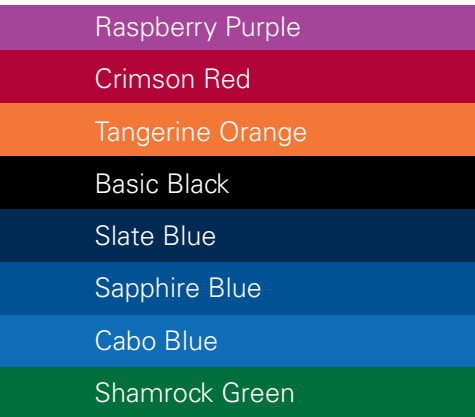 Raspberry Purple
Crimson Red
Tangerine Orange
Basic Black
Slate Blue
Sapphire Blue
Cabo Blue
Shamrock Green